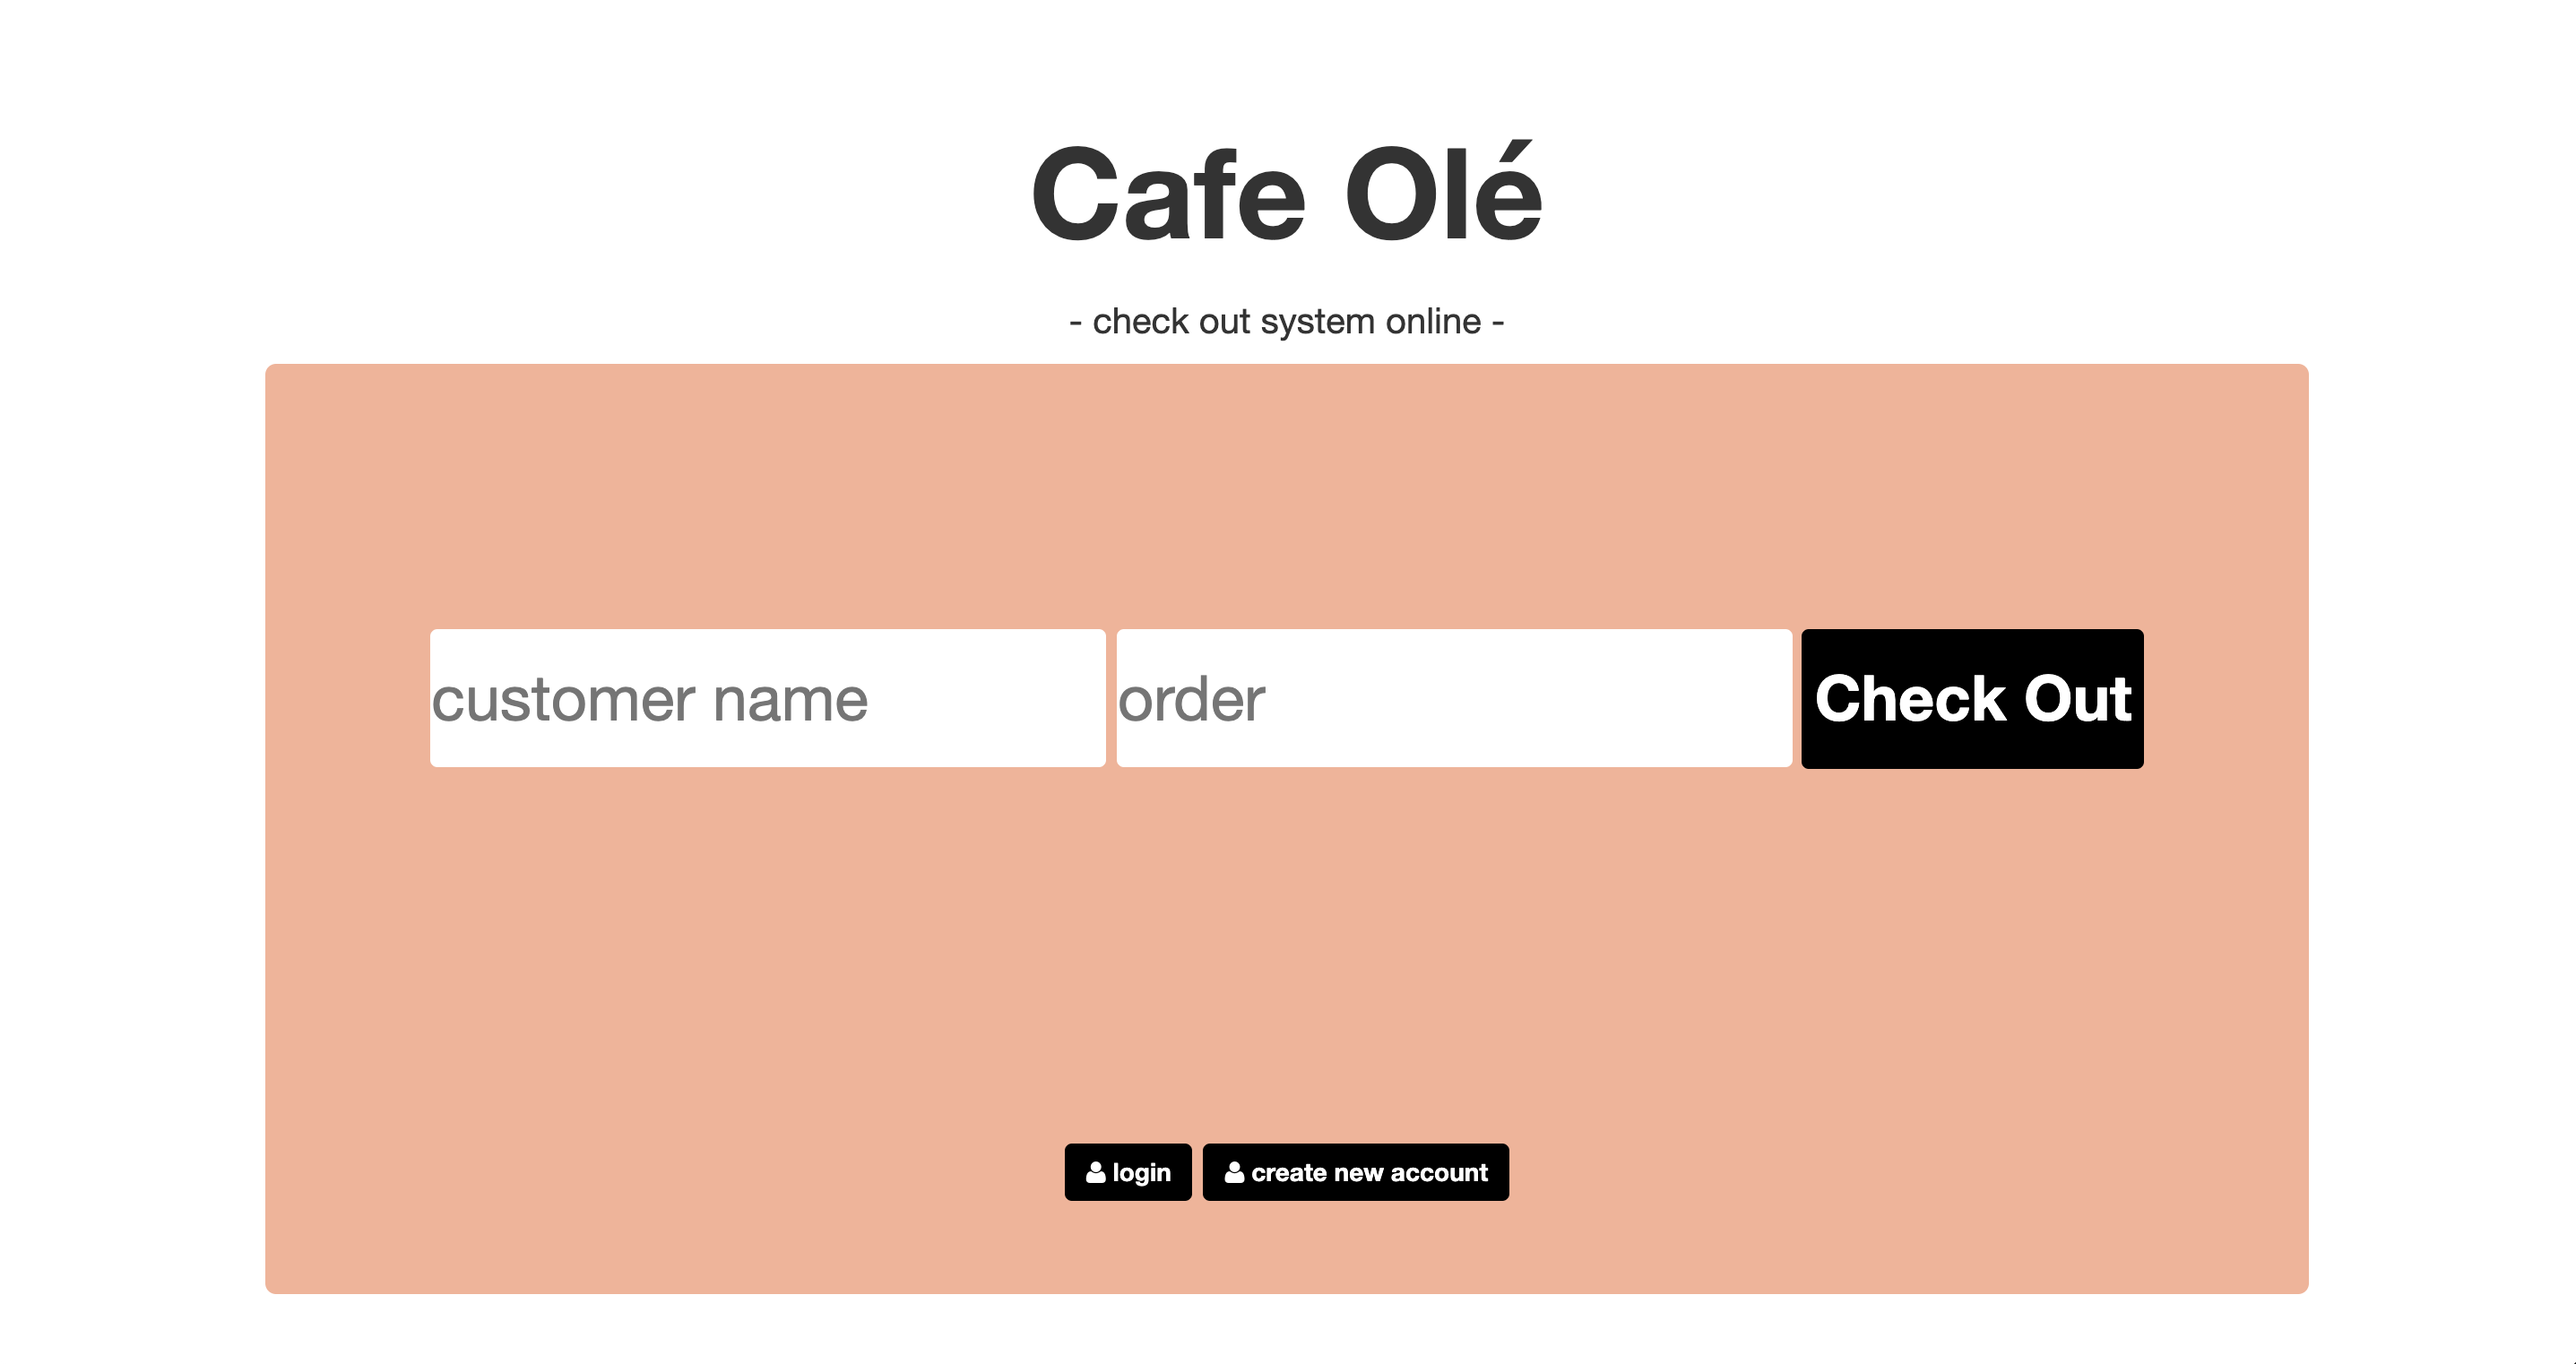 Cafe Olé
- check out system online -
customer name order Check Out
login create new account